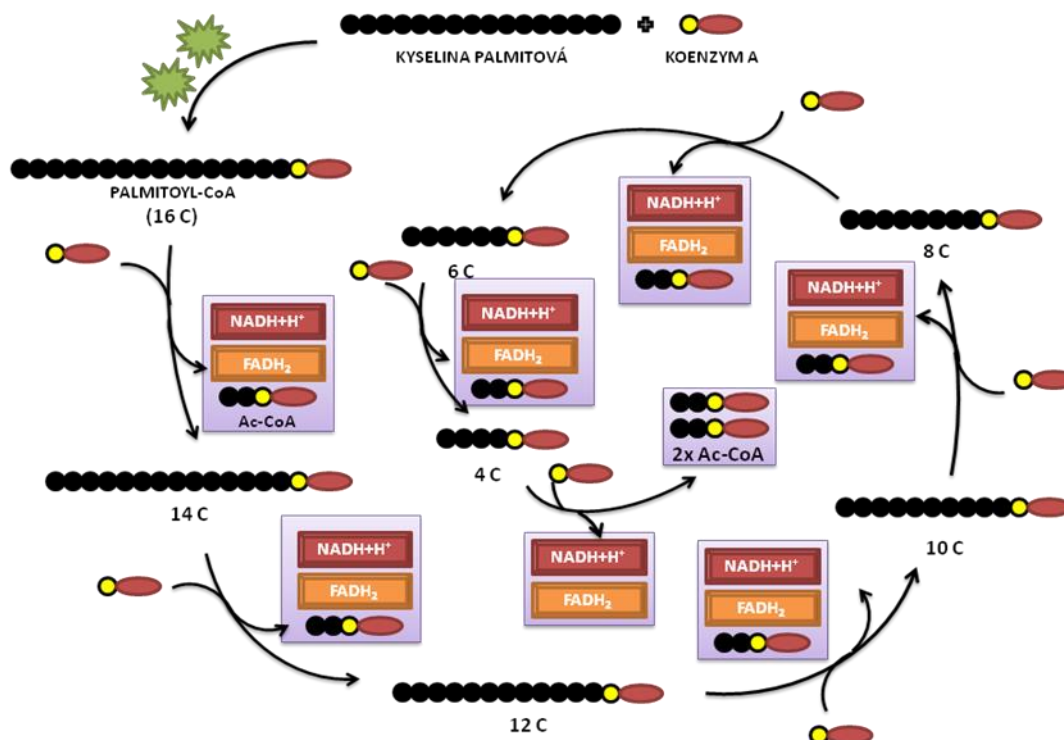 KYSELINA PALMITOVÁ
KOENZYM A
PALMITOYL-CoA
(16 C)
NADH+H⁺
FADH₂
Ac-CoA
14 C
NADH+H⁺
FADH₂
12 C
NADH+H⁺
FADH₂
10 C
NADH+H⁺
FADH₂
8 C
NADH+H⁺
FADH₂
6 C
NADH+H⁺
FADH₂
4 C
2x Ac-CoA
NADH+H⁺
FADH₂